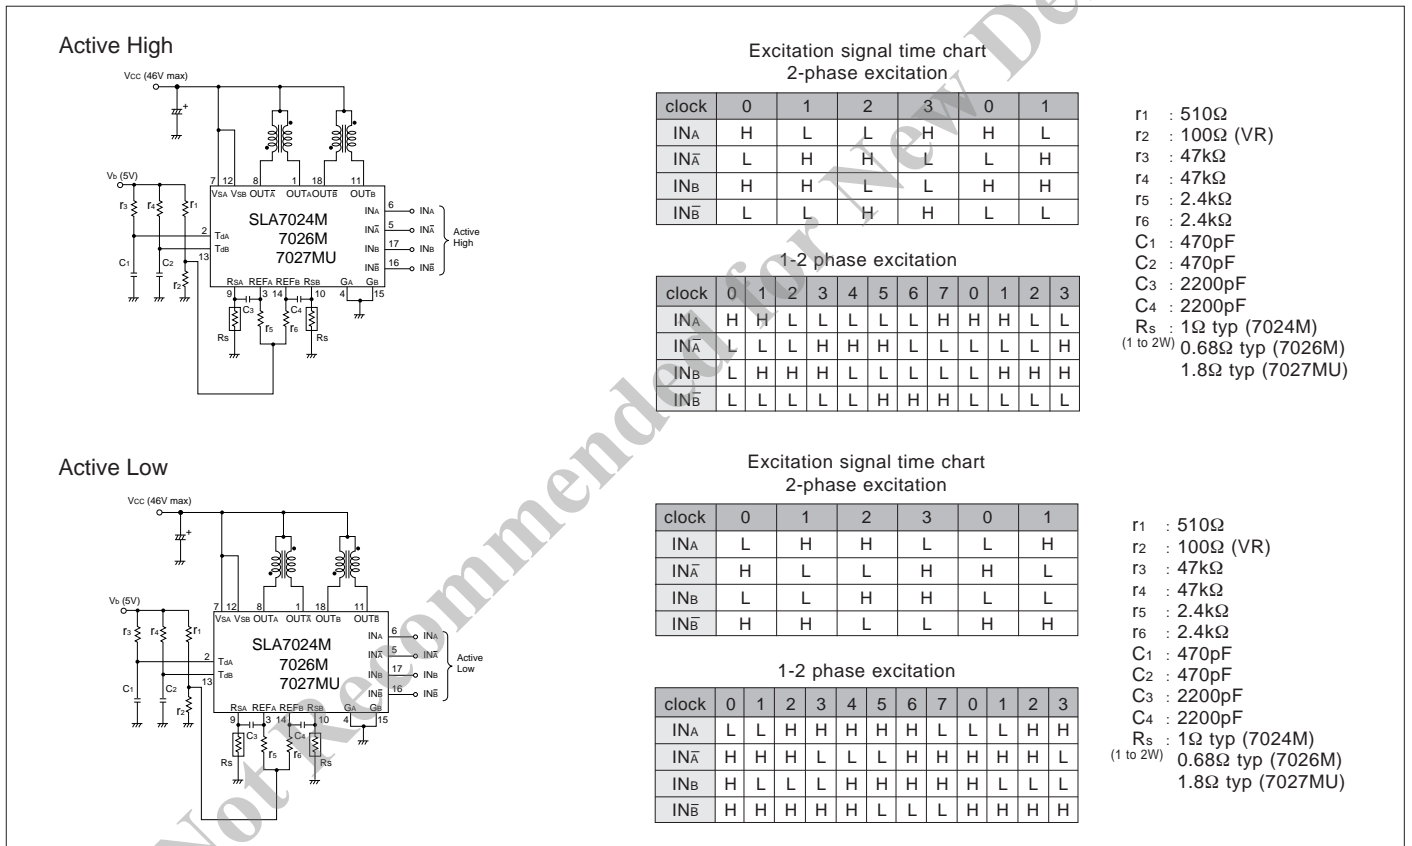 Active High
Vcc (46V max)
+
Vb (5V)
r3 r4 r1
7 12 8 1 18 11
VSA VSB OUTA̅ OUTA OUTB̅ OUTB
SLA7024M
7026M
7027MU
2 TdA
13 TdB
C1 C2
r2
INA 6 INA
INA̅ 5 INA̅
INB 17 INB
INB̅ 16 INB̅
Active
High
RSA REFA REFB RSB GA GB
9 3 14 10 4 15
C3 C4
r5 r6
Rs Rs
Excitation signal time chart
2-phase excitation
clock 0 1 2 3 0 1
INA H L L H H L
INA̅ L H H L L H
INB H H L L H H
INB̅ L L H H L L
1-2 phase excitation
clock 0 1 2 3 4 5 6 7 0 1 2 3
INA H H L L L L L H H H L L
INA̅ L L L H H H L L L L L H
INB L H H H L L L L L H H H
INB̅ L L L L L H H H L L L L
r1 : 510Ω
r2 : 100Ω (VR)
r3 : 47kΩ
r4 : 47kΩ
r5 : 2.4kΩ
r6 : 2.4kΩ
C1 : 470pF
C2 : 470pF
C3 : 2200pF
C4 : 2200pF
Rs : 1Ω typ (7024M)
(1 to 2W) 0.68Ω typ (7026M)
1.8Ω typ (7027MU)
Active Low
Vcc (46V max)
+
Vb (5V)
r3 r4 r1
7 12 8 1 18 11
VSA VSB OUTA OUTA̅ OUTB OUTB̅
SLA7024M
7026M
7027MU
2 TdA
13 TdB
C1 C2
r2
INA 6 INA
INA̅ 5 INA̅
INB 17 INB
INB̅ 16 INB̅
Active
Low
RSA REFA REFB RSB GA GB
9 3 14 10 4 15
C3 C4
r5 r6
Rs Rs
Excitation signal time chart
2-phase excitation
clock 0 1 2 3 0 1
INA L H H L L H
INA̅ H L L H H L
INB L L H H L L
INB̅ H H L L H H
1-2 phase excitation
clock 0 1 2 3 4 5 6 7 0 1 2 3
INA L L H H H H H L L L H H
INA̅ H H H L L L H H H H H L
INB H L L L H H H H H L L L
INB̅ H H H H H L L L H H H H
r1 : 510Ω
r2 : 100Ω (VR)
r3 : 47kΩ
r4 : 47kΩ
r5 : 2.4kΩ
r6 : 2.4kΩ
C1 : 470pF
C2 : 470pF
C3 : 2200pF
C4 : 2200pF
Rs : 1Ω typ (7024M)
(1 to 2W) 0.68Ω typ (7026M)
1.8Ω typ (7027MU)
Not Recommended for New De